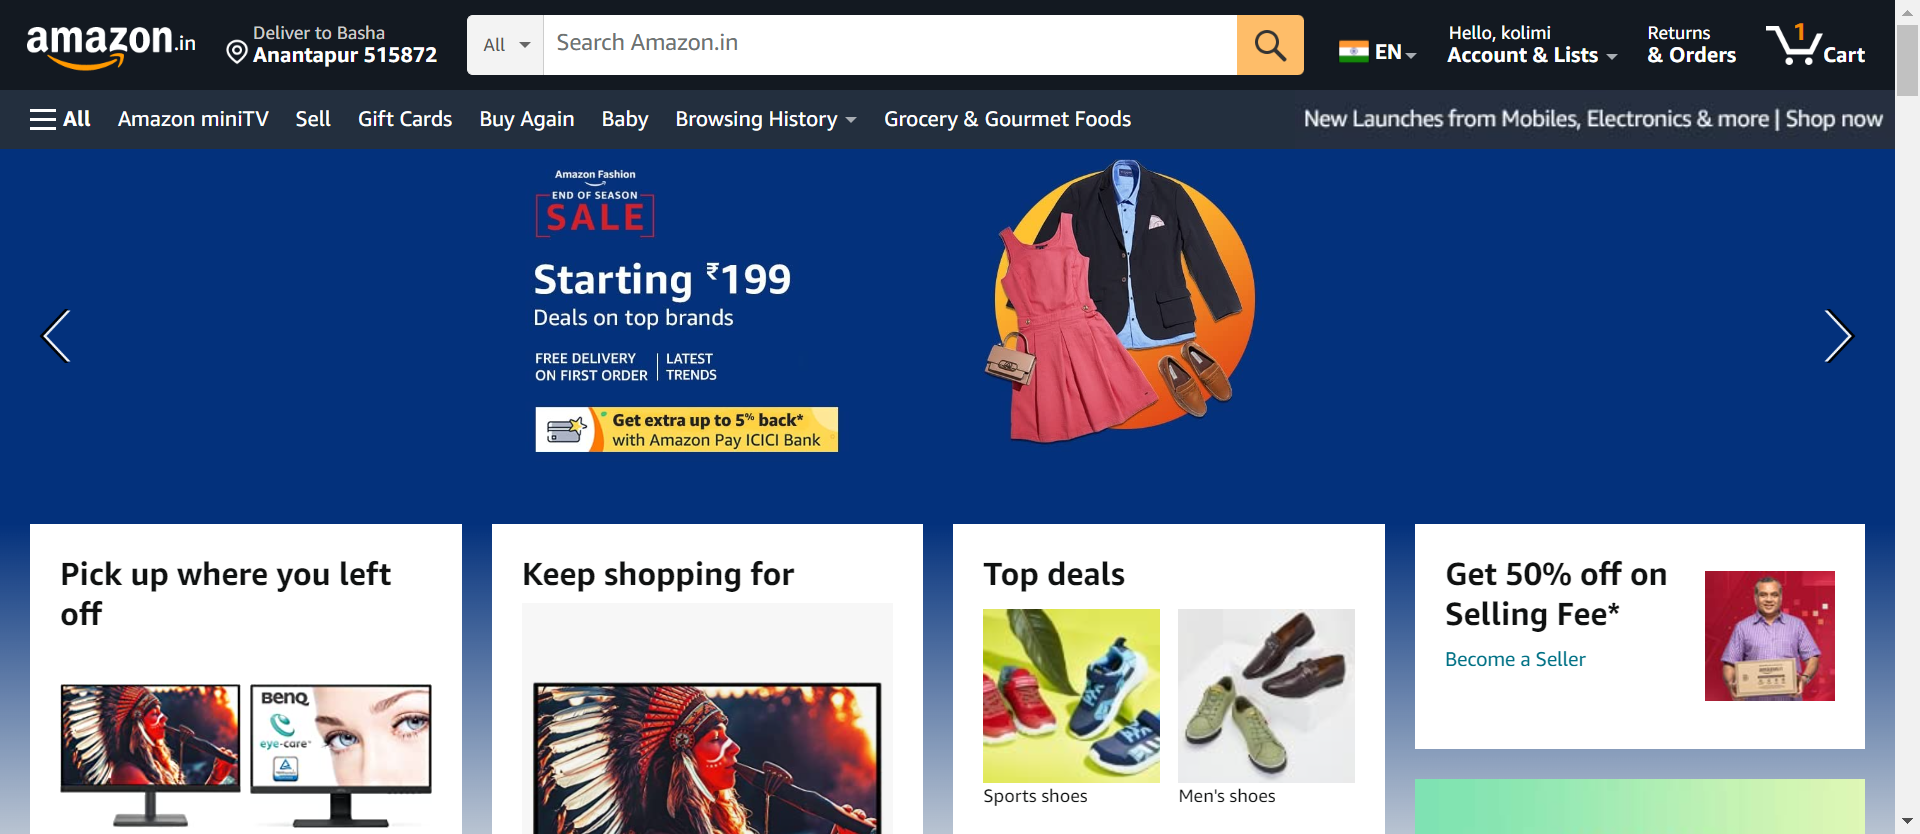 amazon.in
Deliver to Basha
Anantapur 515872
All
Search Amazon.in
EN
Hello, kolimi
Account & Lists
Returns
& Orders
1
Cart
All
Amazon miniTV
Sell
Gift Cards
Buy Again
Baby
Browsing History
Grocery & Gourmet Foods
New Launches from Mobiles, Electronics & more | Shop now
Amazon Fashion
END OF SEASON
SALE
Starting ₹199
Deals on top brands
FREE DELIVERY
ON FIRST ORDER
LATEST
TRENDS
Get extra up to 5% back*
with Amazon Pay ICICI Bank
Pick up where you left
off
BenQ
eye-care™
Keep shopping for
Top deals
Sports shoes
Men's shoes
Get 50% off on
Selling Fee*
Become a Seller